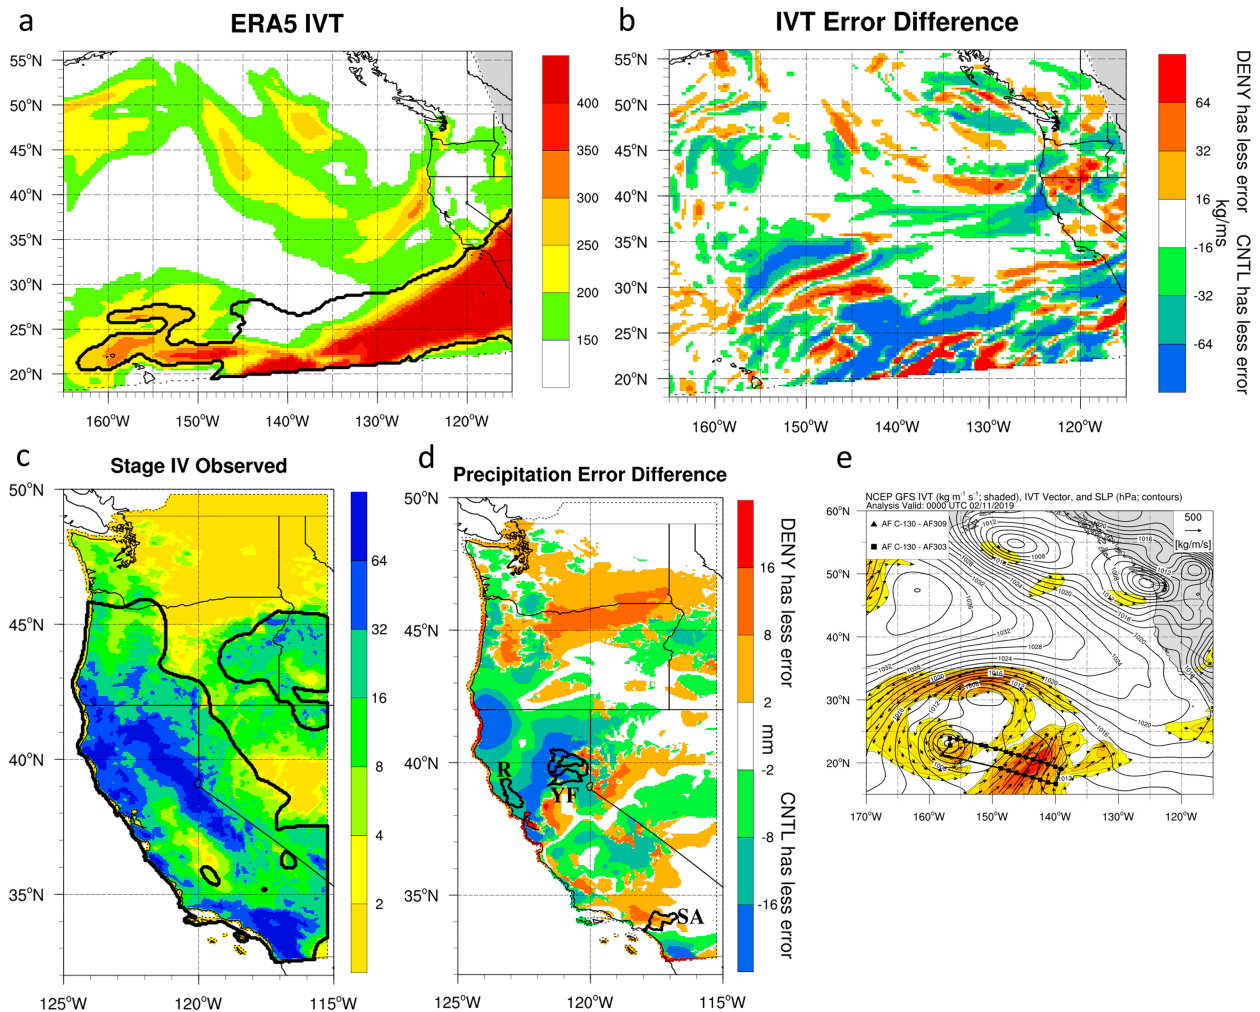 a
ERA5 IVT
55°N
50°N
45°N
40°N
35°N
30°N
25°N
20°N
160°W
150°W
140°W
130°W
120°W
400
350
300
250
200
150
b
IVT Error Difference
55°N
50°N
45°N
40°N
35°N
30°N
25°N
20°N
160°W
150°W
140°W
130°W
120°W
64
32
16
-16
-32
-64
kg/ms
DENY has less error
CNTL has less error
c
Stage IV Observed
50°N
45°N
40°N
35°N
125°W
120°W
115°W
64
32
16
8
4
2
d
Precipitation Error Difference
50°N
45°N
40°N
35°N
125°W
120°W
115°W
R
YF
SA
16
8
2
-2
-8
-16
mm
DENY has less error
CNTL has less error
e
NCEP GFS IVT (kg m⁻¹ s⁻¹; shaded), IVT Vector, and SLP (hPa; contours)
Analysis Valid: 0000 UTC 02/11/2019
▲ AF C-130 - AF309
■ AF C-130 - AF303
500
[kg/m/s]
60°N
50°N
40°N
30°N
20°N
170°W
160°W
150°W
140°W
130°W
120°W